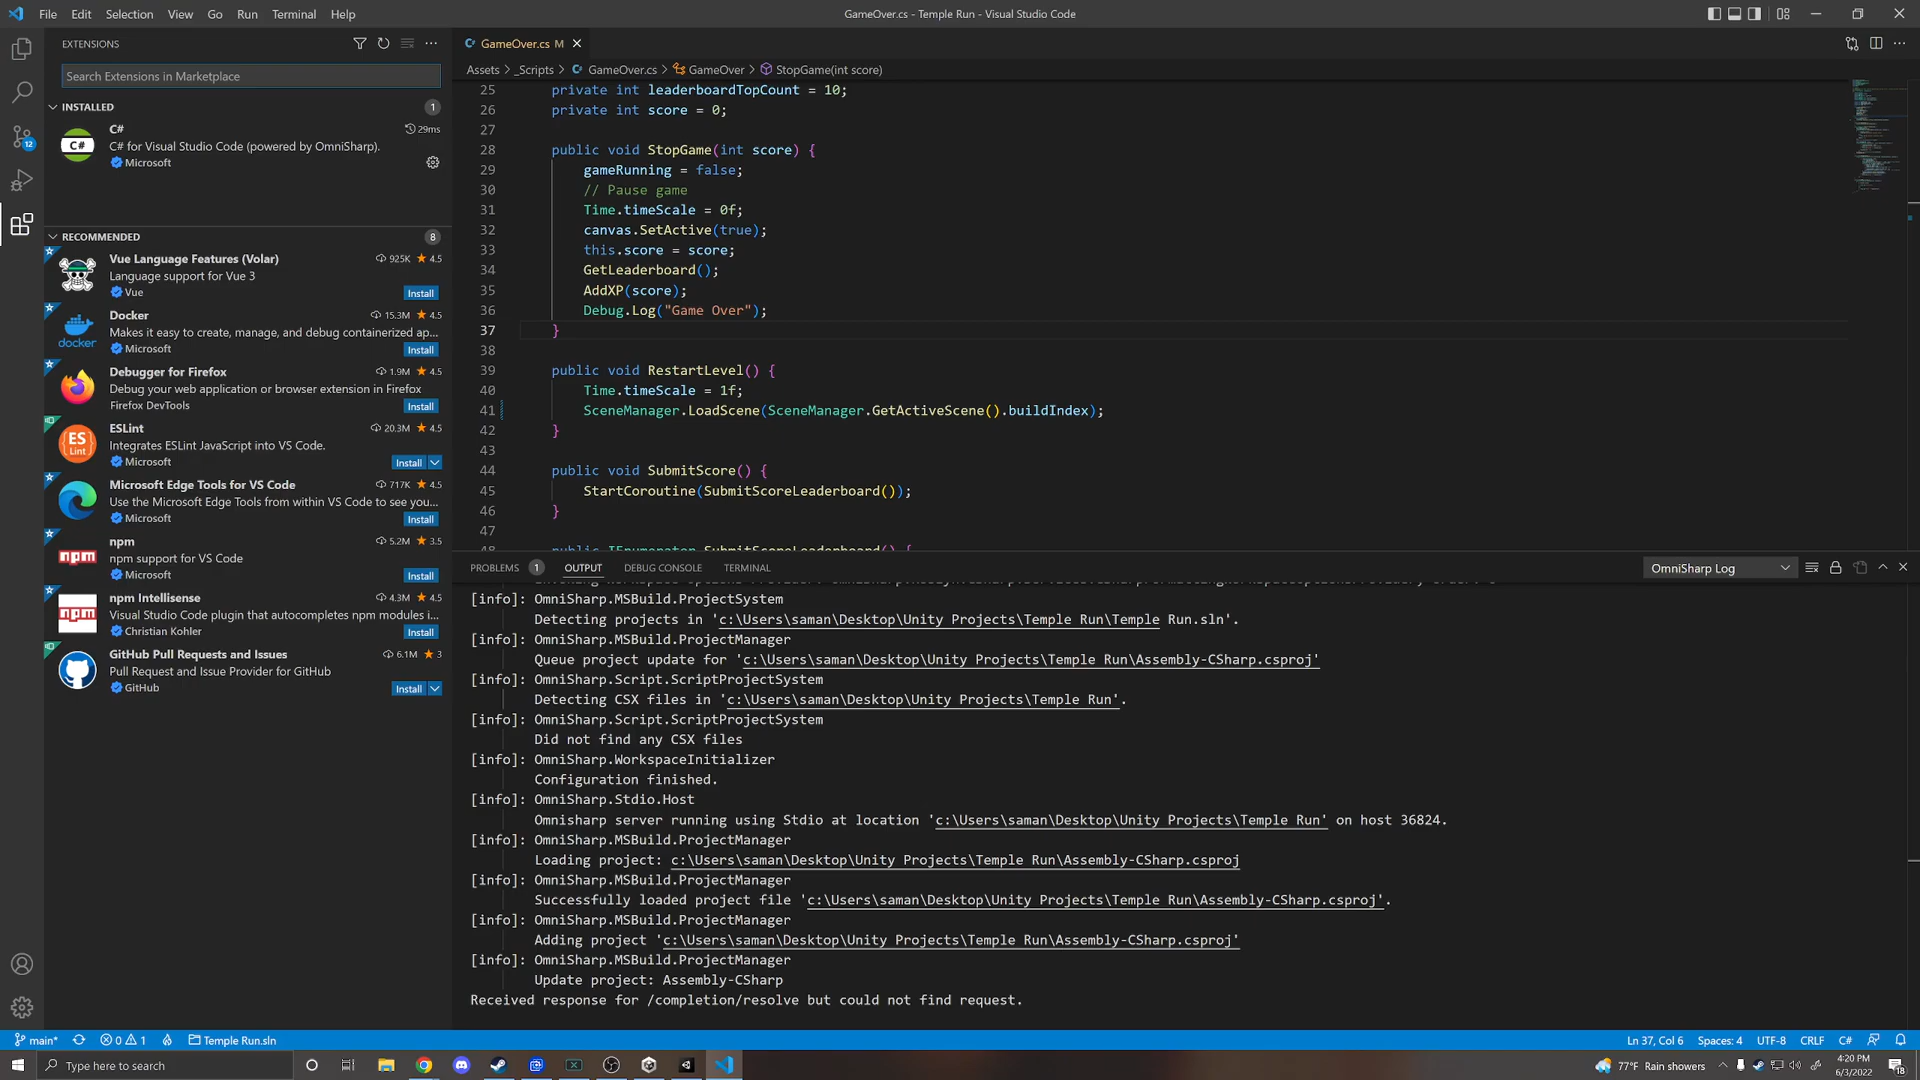 File Edit Selection View Go Run Terminal Help
GameOver.cs - Temple Run - Visual Studio Code
EXTENSIONS
Search Extensions in Marketplace
INSTALLED 1
C# 29ms
C# for Visual Studio Code (powered by OmniSharp).
Microsoft
RECOMMENDED 8
Vue Language Features (Volar) 925K 4.5
Language support for Vue 3
Vue Install
Docker 15.3M 4.5
Makes it easy to create, manage, and debug containerized ap...
Microsoft Install
Debugger for Firefox 1.9M 4.5
Debug your web application or browser extension in Firefox
Firefox DevTools Install
ESLint 20.3M 4.5
Integrates ESLint JavaScript into VS Code.
Microsoft Install
Microsoft Edge Tools for VS Code 717K 4.5
Use the Microsoft Edge Tools from within VS Code to see you...
Microsoft Install
npm 5.2M 3.5
npm support for VS Code
Microsoft Install
npm Intellisense 4.3M 4.5
Visual Studio Code plugin that autocompletes npm modules i...
Christian Kohler Install
GitHub Pull Requests and Issues 6.1M 3
Pull Request and Issue Provider for GitHub
GitHub Install
GameOver.cs M
Assets > _Scripts > GameOver.cs > GameOver > StopGame(int score)
25 private int leaderboardTopCount = 10;
26 private int score = 0;
27
28 public void StopGame(int score) {
29 gameRunning = false;
30 // Pause game
31 Time.timeScale = 0f;
32 canvas.SetActive(true);
33 this.score = score;
34 GetLeaderboard();
35 AddXP(score);
36 Debug.Log("Game Over");
37 }
38
39 public void RestartLevel() {
40 Time.timeScale = 1f;
41 SceneManager.LoadScene(SceneManager.GetActiveScene().buildIndex);
42 }
43
44 public void SubmitScore() {
45 StartCoroutine(SubmitScoreLeaderboard());
46 }
47
48 public IEnumerator SubmitScoreLeaderboard() {
PROBLEMS 1 OUTPUT DEBUG CONSOLE TERMINAL OmniSharp Log
[info]: OmniSharp.MSBuild.ProjectSystem
Detecting projects in 'c:\Users\saman\Desktop\Unity Projects\Temple Run\Temple Run.sln'.
[info]: OmniSharp.MSBuild.ProjectManager
Queue project update for 'c:\Users\saman\Desktop\Unity Projects\Temple Run\Assembly-CSharp.csproj'
[info]: OmniSharp.Script.ScriptProjectSystem
Detecting CSX files in 'c:\Users\saman\Desktop\Unity Projects\Temple Run'.
[info]: OmniSharp.Script.ScriptProjectSystem
Did not find any CSX files
[info]: OmniSharp.WorkspaceInitializer
Configuration finished.
[info]: OmniSharp.Stdio.Host
Omnisharp server running using Stdio at location 'c:\Users\saman\Desktop\Unity Projects\Temple Run' on host 36824.
[info]: OmniSharp.MSBuild.ProjectManager
Loading project: c:\Users\saman\Desktop\Unity Projects\Temple Run\Assembly-CSharp.csproj
[info]: OmniSharp.MSBuild.ProjectManager
Successfully loaded project file 'c:\Users\saman\Desktop\Unity Projects\Temple Run\Assembly-CSharp.csproj'.
[info]: OmniSharp.MSBuild.ProjectManager
Adding project 'c:\Users\saman\Desktop\Unity Projects\Temple Run\Assembly-CSharp.csproj'
[info]: OmniSharp.MSBuild.ProjectManager
Update project: Assembly-CSharp
Received response for /completion/resolve but could not find request.
main* 0 1 Temple Run.sln Ln 37, Col 6 Spaces: 4 UTF-8 CRLF C#
Type here to search
77°F Rain showers
4:20 PM
6/3/2022
18
12